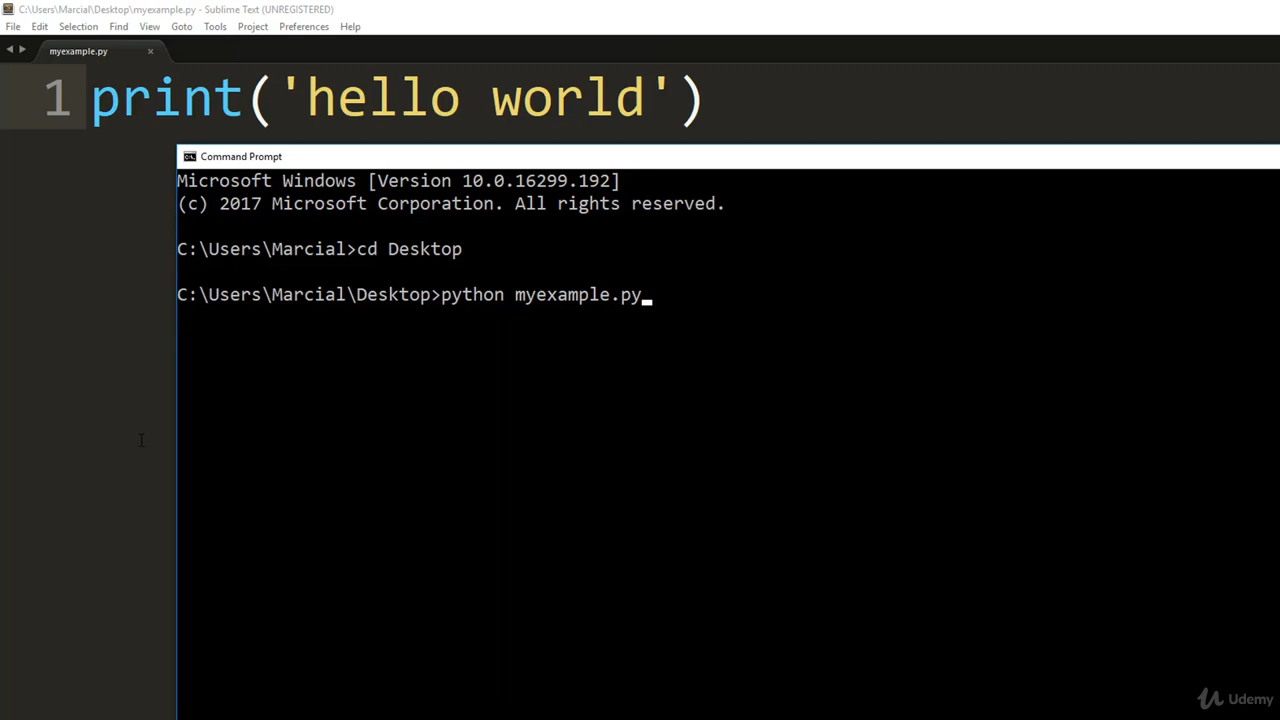 C:\Users\Marcial\Desktop\myexample.py - Sublime Text (UNREGISTERED)
File Edit Selection Find View Goto Tools Project Preferences Help
myexample.py ×
1 print('hello world')
Command Prompt
Microsoft Windows [Version 10.0.16299.192]
(c) 2017 Microsoft Corporation. All rights reserved.
C:\Users\Marcial>cd Desktop
C:\Users\Marcial\Desktop>python myexample.py
Udemy